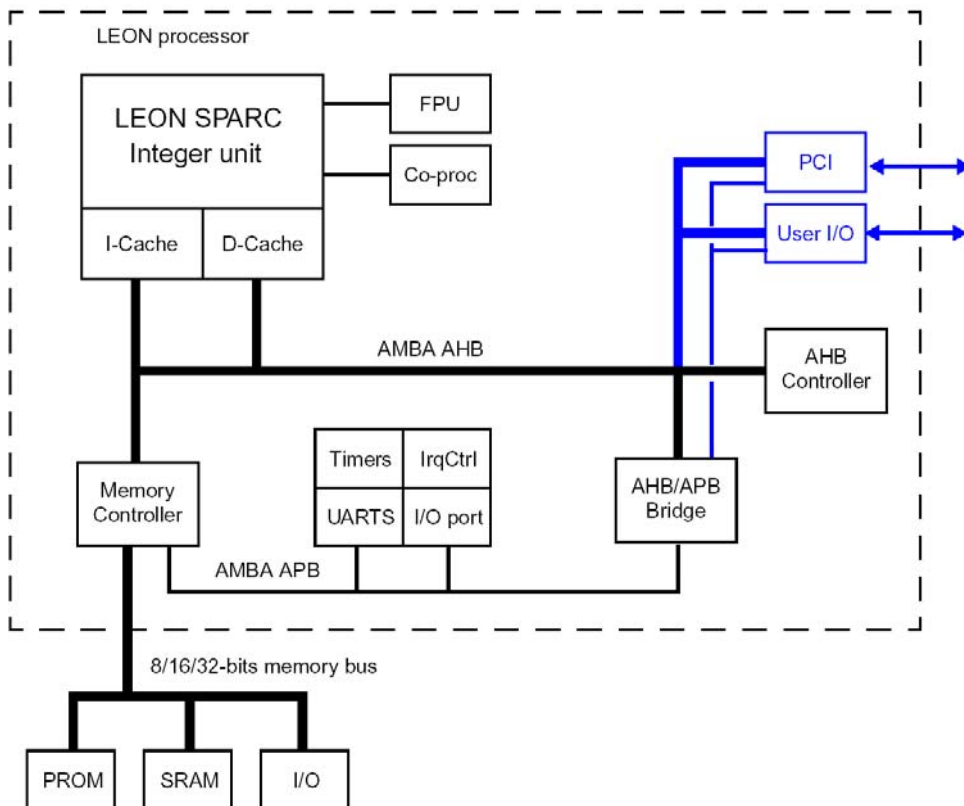 LEON processor
LEON SPARC
Integer unit
FPU
Co-proc
I-Cache
D-Cache
PCI
User I/O
AMBA AHB
AHB
Controller
Timers
IrqCtrl
UARTS
I/O port
Memory
Controller
AHB/APB
Bridge
AMBA APB
8/16/32-bits memory bus
PROM
SRAM
I/O